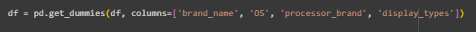 df = pd.get_dummies(df, columns=['brand_name', 'OS', 'processor_brand', 'display_types'])